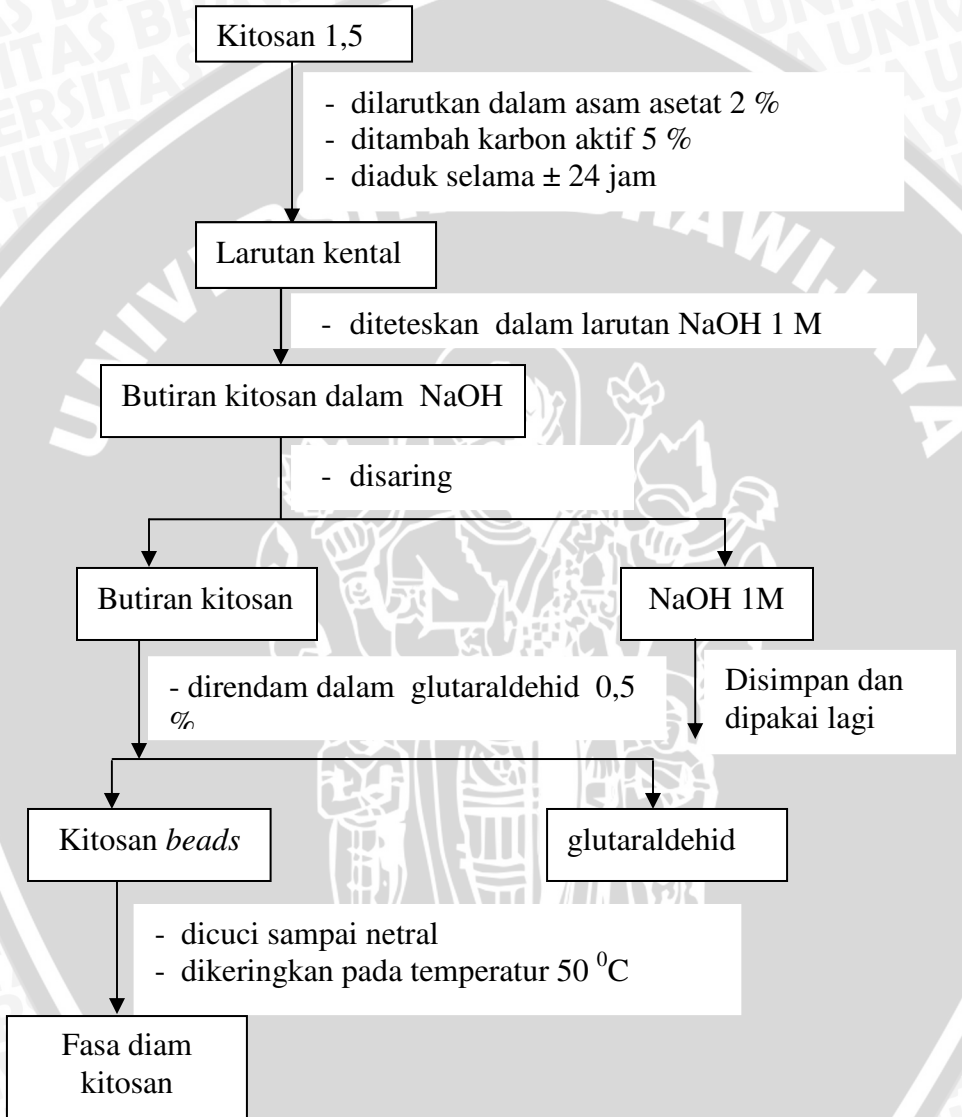 Kitosan 1,5
- dilarutkan dalam asam asetat 2 %
- ditambah karbon aktif 5 %
- diaduk selama ± 24 jam
Larutan kental
- diteteskan dalam larutan NaOH 1 M
Butiran kitosan dalam NaOH
- disaring
Butiran kitosan
NaOH 1M
- direndam dalam glutaraldehid 0,5
%
Disimpan dan
dipakai lagi
Kitosan beads
glutaraldehid
- dicuci sampai netral
- dikeringkan pada temperatur 50 ⁰C
Fasa diam
kitosan